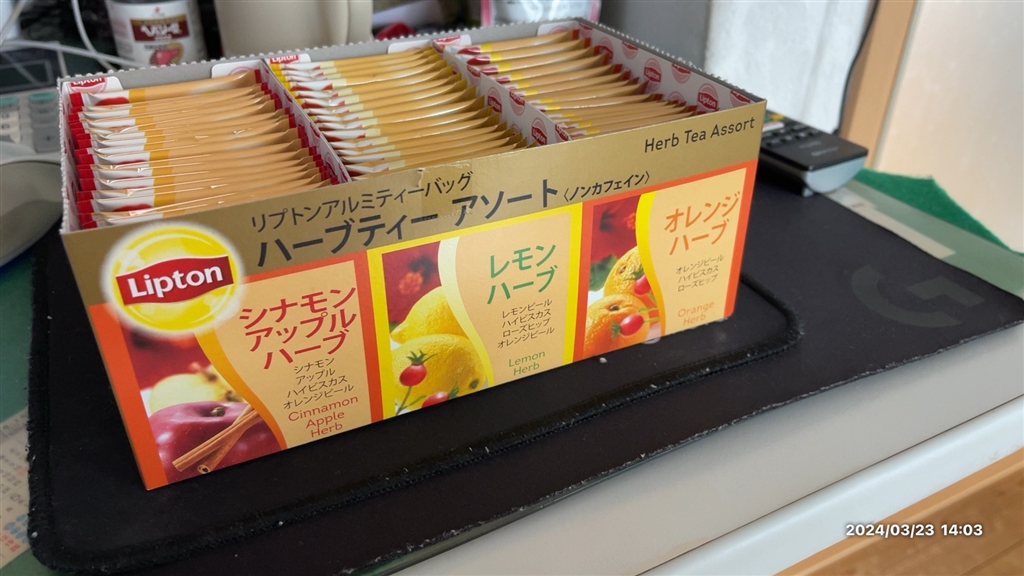 Lipton
Lipton
Lipton
Herb Tea Assort
リプトンアルミティーバッグ
ハーブティー アソート〈ノンカフェイン〉
Lipton
シナモン
アップル
ハーブ
シナモン
アップル
ハイビスカス
オレンジピール
Cinnamon
Apple
Herb
レモン
ハーブ
レモンピール
ハイビスカス
ローズヒップ
オレンジピール
Lemon
Herb
オレンジ
ハーブ
オレンジピール
ハイビスカス
ローズヒップ
Orange
Herb
G
2024/03/23 14:03